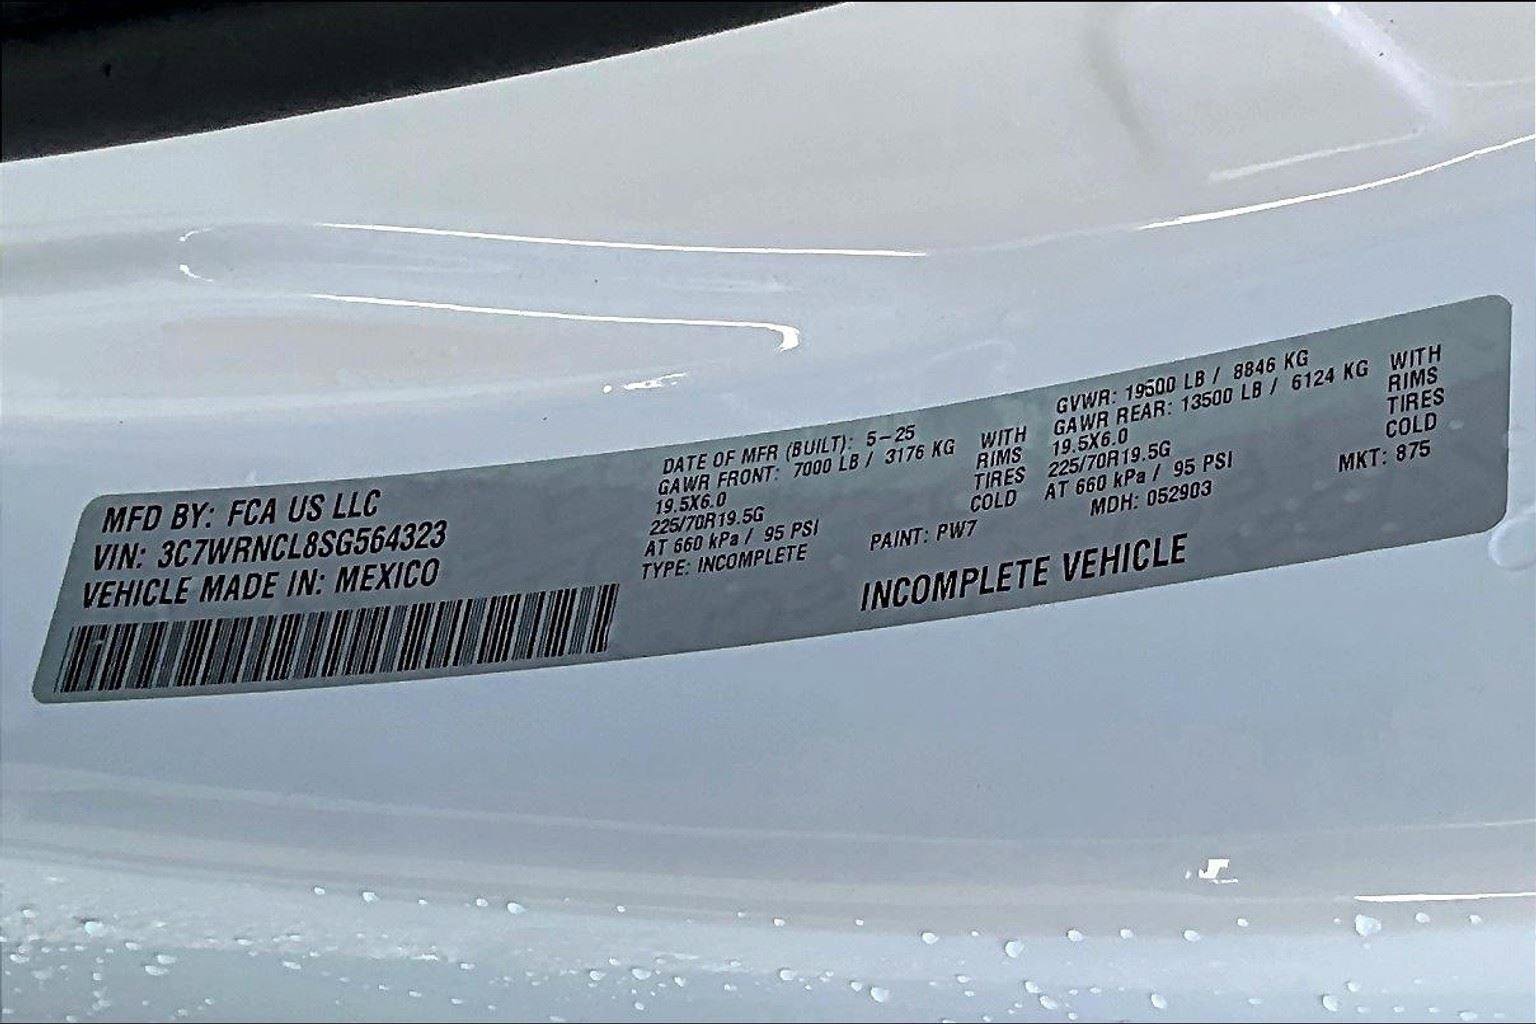 MFD BY: FCA US LLC
VIN: 3C7WRNCL8SG564323
VEHICLE MADE IN: MEXICO
DATE OF MFR (BUILT): 5-25
GAWR FRONT: 7000 LB / 3176 KG WITH
19.5X6.0 RIMS
225/70R19.5G TIRES
AT 660 kPa / 95 PSI COLD
TYPE: INCOMPLETE
PAINT: PW7
GVWR: 19500 LB / 8846 KG
GAWR REAR: 13500 LB / 6124 KG WITH
19.5X6.0 RIMS
225/70R19.5G TIRES
AT 660 kPa / 95 PSI COLD
MDH: 052903
MKT: 875
INCOMPLETE VEHICLE